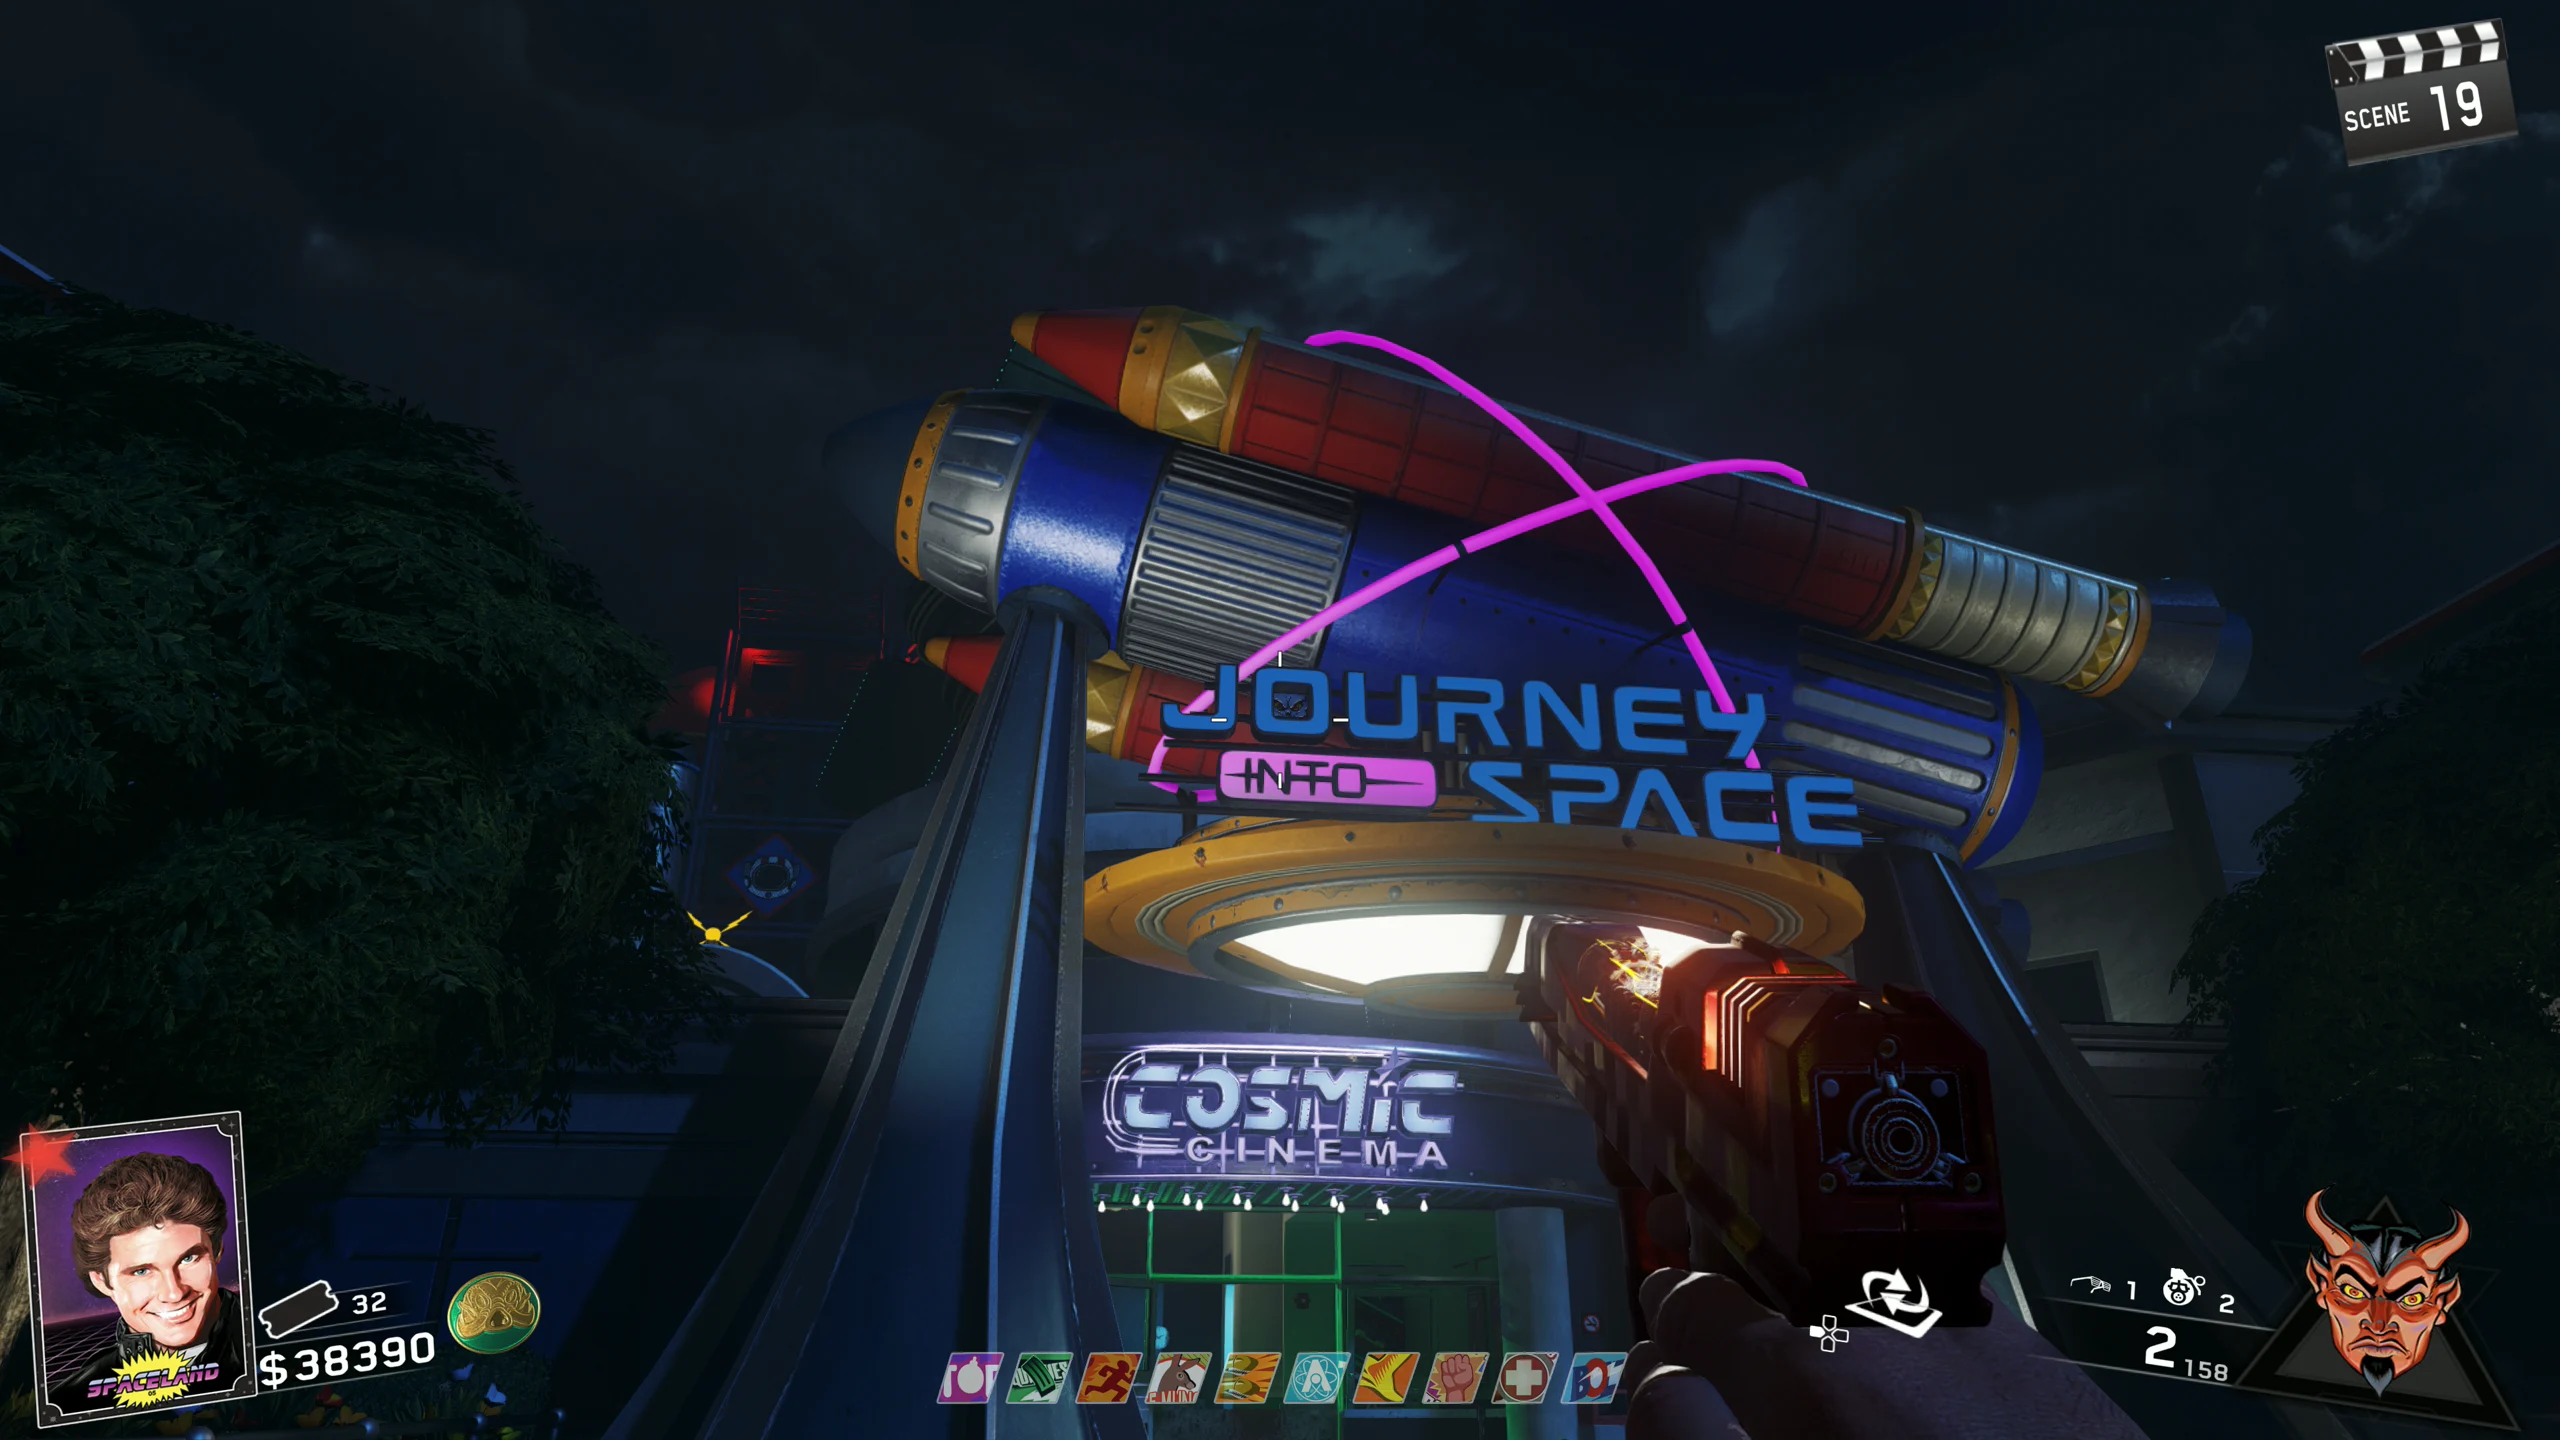 SCENE 19
JOURNEY
INTO SPACE
COSMIC
CINEMA
32
$38390
SPACELAND
1
2
2 158